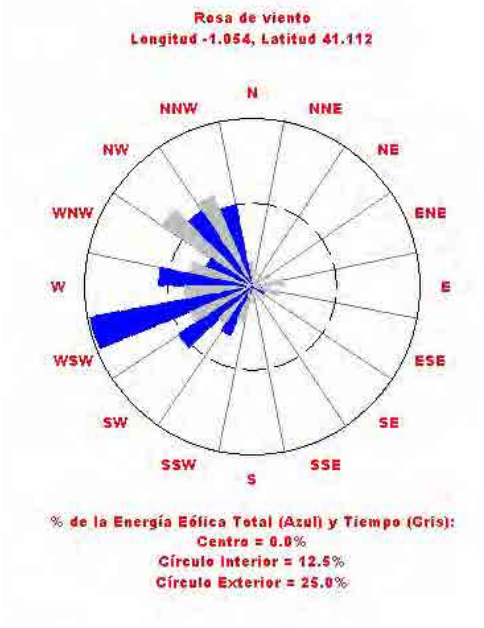 Rosa de viento
Longitud -1.054, Latitud 41.112
N
NNW
NNE
NW
NE
WNW
ENE
W
E
WSW
ESE
SW
SE
SSW
SSE
S
% de la Energía Eólica Total (Azul) y Tiempo (Gris):
Centro = 0.0%
Círculo Interior = 12.5%
Círculo Exterior = 25.0%